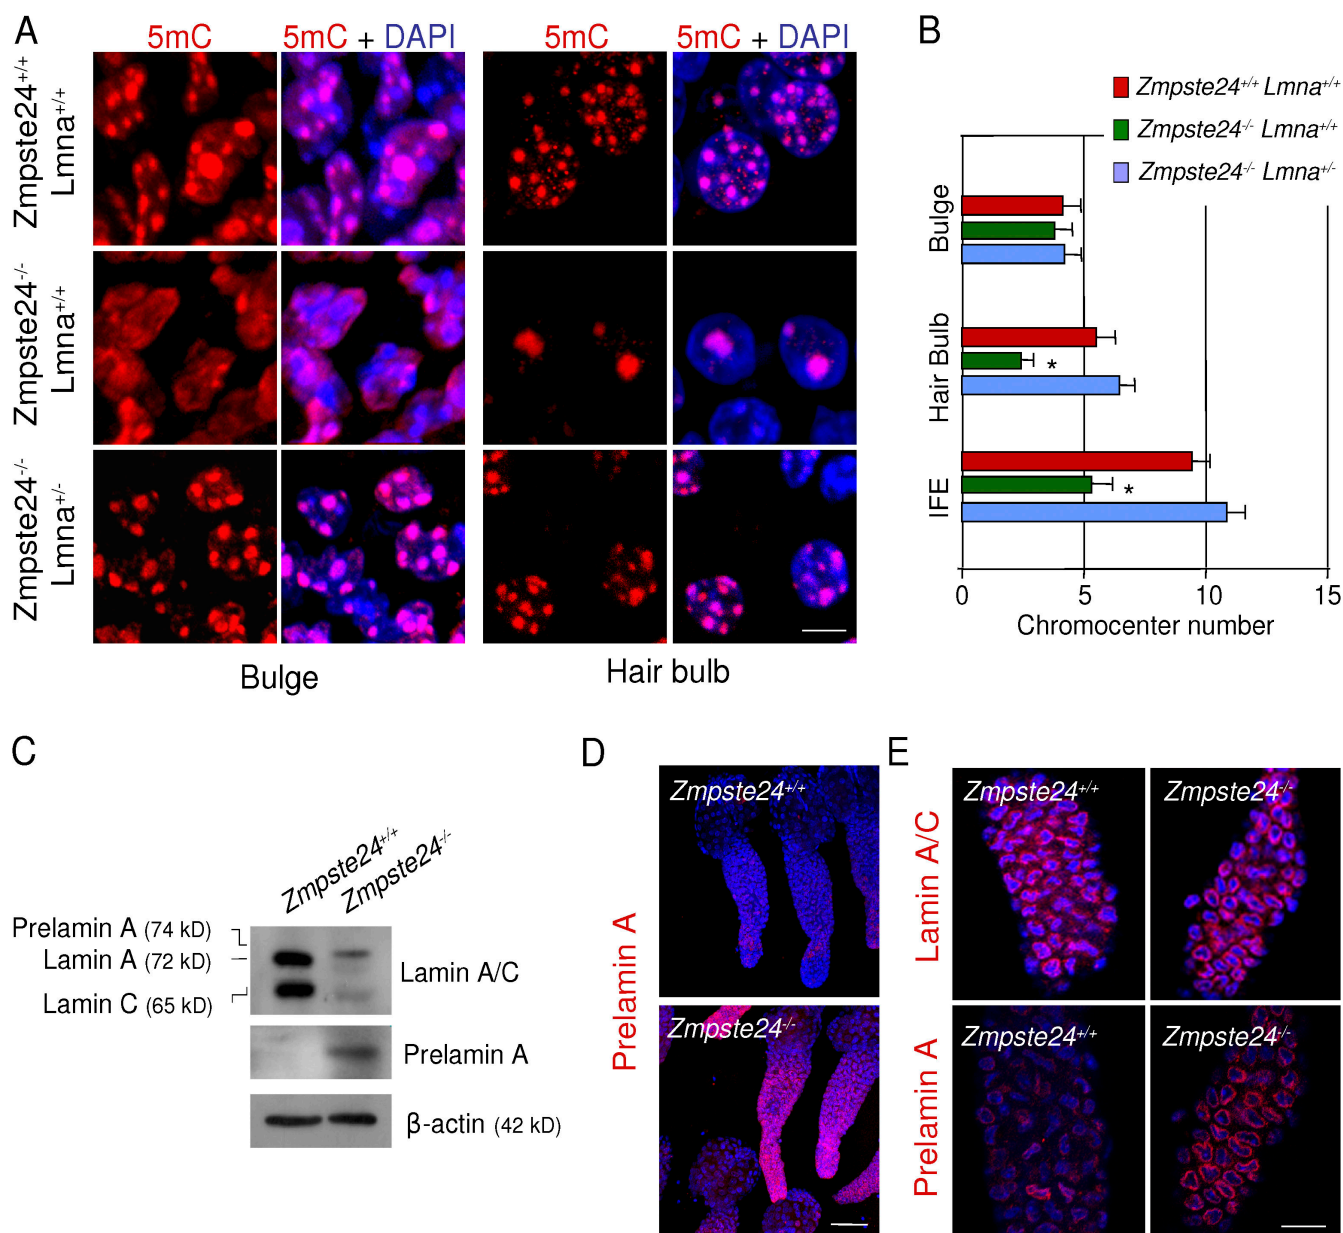 A
5mC
5mC + DAPI
5mC
5mC + DAPI
Zmpste24+/+
Lmna+/+
Zmpste24-/-
Lmna+/+
Zmpste24-/-
Lmna+/-
Bulge
Hair bulb
B
Zmpste24+/+ Lmna+/+
Zmpste24-/- Lmna+/+
Zmpste24-/- Lmna+/-
Bulge
Hair Bulb
*
IFE
*
0 5 10 15
Chromocenter number
C
Zmpste24+/+
Zmpste24-/-
Prelamin A (74 kD)
Lamin A (72 kD)
Lamin C (65 kD)
Lamin A/C
Prelamin A
β-actin (42 kD)
D
Prelamin A
Zmpste24+/+
Zmpste24-/-
E
Lamin A/C
Zmpste24+/+
Zmpste24-/-
Prelamin A
Zmpste24+/+
Zmpste24-/-